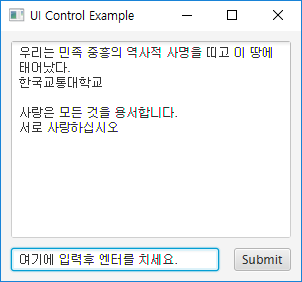 UI Control Example
우리는 민족 중흥의 역사적 사명을 띠고 이 땅에
태어났다.
한국교통대학교
사랑은 모든 것을 용서합니다.
서로 사랑하십시오
여기에 입력후 엔터를 치세요.
Submit